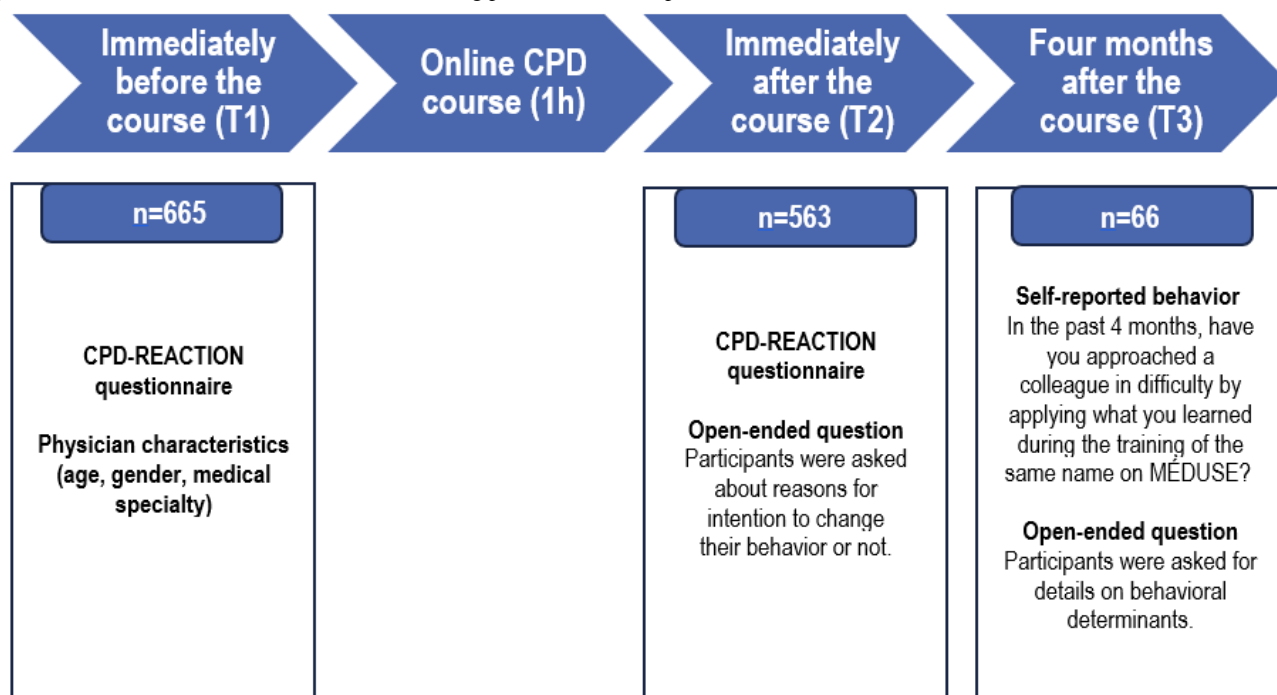 Immediately
before the
course (T1)
Online CPD
course (1h)
Immediately
after the
course (T2)
Four months
after the
course (T3)
n=665
CPD-REACTION
questionnaire
Physician characteristics
(age, gender, medical
specialty)
n=563
CPD-REACTION
questionnaire
Open-ended question
Participants were asked
about reasons for
intention to change
their behavior or not.
n=66
Self-reported behavior
In the past 4 months, have
you approached a
colleague in difficulty by
applying what you learned
during the training of the
same name on MÉDUSE?
Open-ended question
Participants were asked for
details on behavioral
determinants.